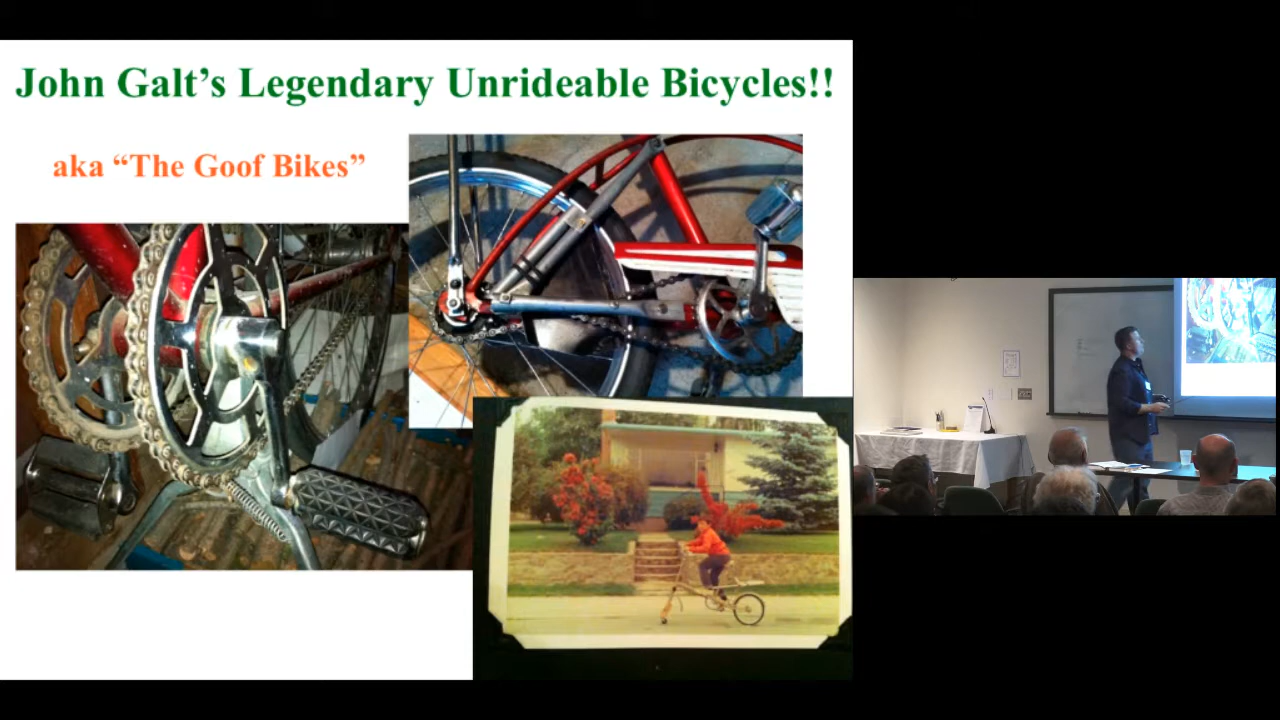 John Galt’s Legendary Unrideable Bicycles!!
aka “The Goof Bikes”